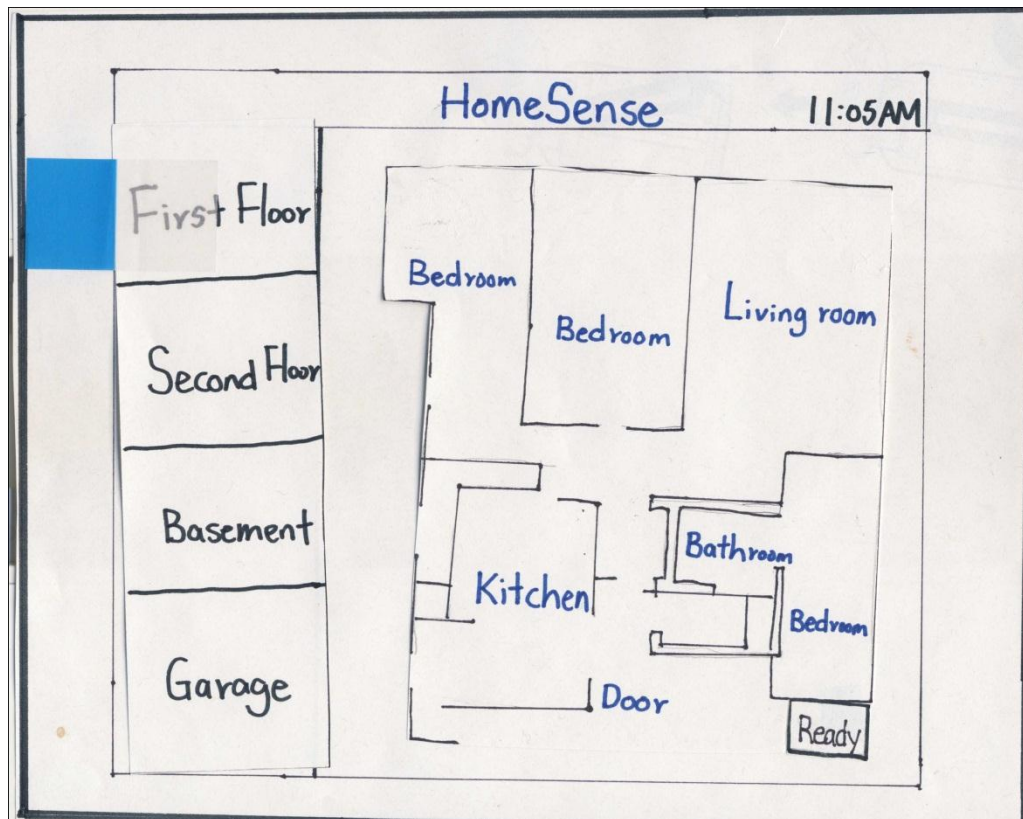 HomeSense
11:05AM
First Floor
Second Floor
Basement
Garage
Bedroom
Bedroom
Living room
Bathroom
Kitchen
Bedroom
Door
Ready